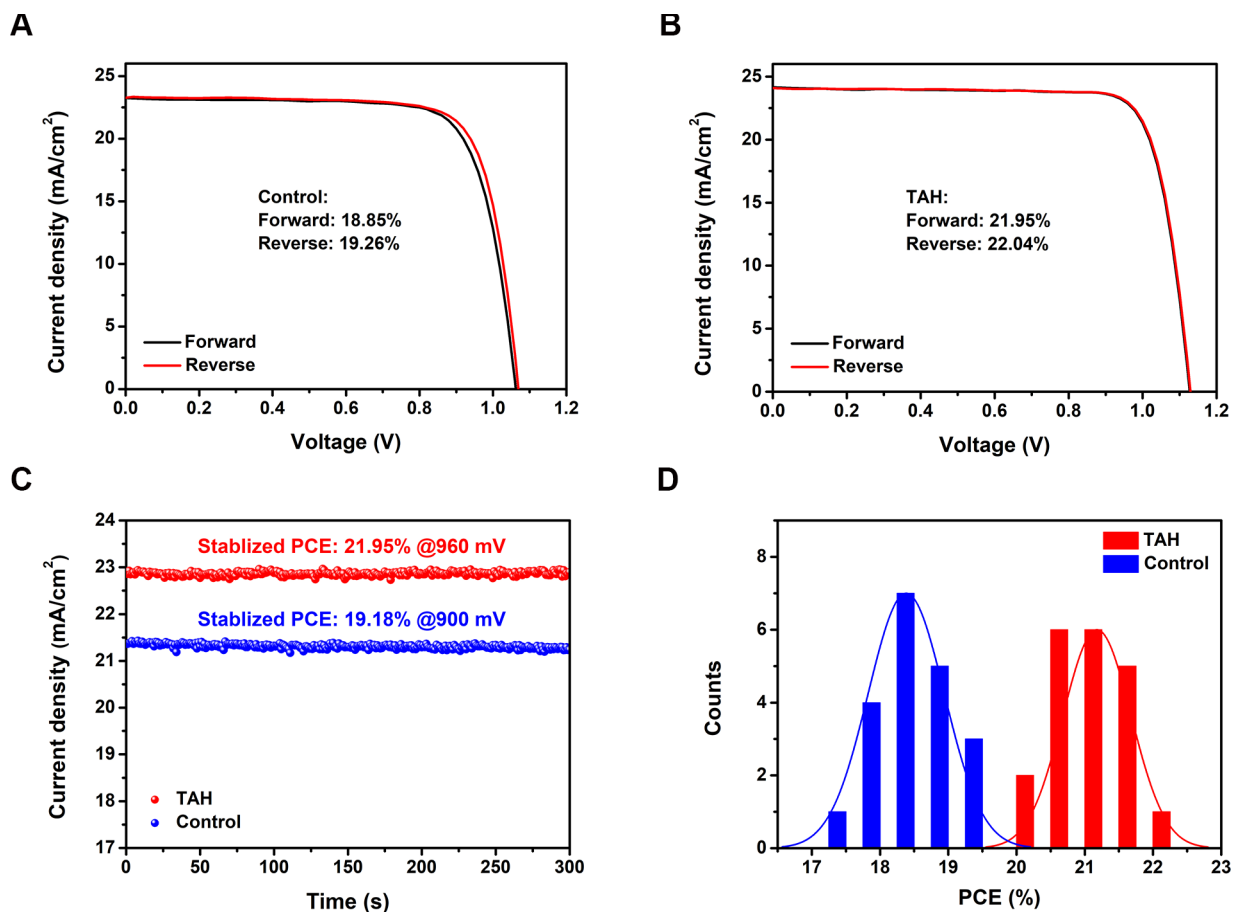 A
Current density (mA/cm²)
25
20
15
10
5
0
Control:
Forward: 18.85%
Reverse: 19.26%
Forward
Reverse
0.0 0.2 0.4 0.6 0.8 1.0 1.2
Voltage (V)
B
Current density (mA/cm²)
25
20
15
10
5
0
TAH:
Forward: 21.95%
Reverse: 22.04%
Forward
Reverse
0.0 0.2 0.4 0.6 0.8 1.0 1.2
Voltage (V)
C
Current density (mA/cm²)
24
23
22
21
20
19
18
17
Stablized PCE: 21.95% @960 mV
Stablized PCE: 19.18% @900 mV
TAH
Control
0 50 100 150 200 250 300
Time (s)
D
Counts
8
6
4
2
0
TAH
Control
17 18 19 20 21 22 23
PCE (%)